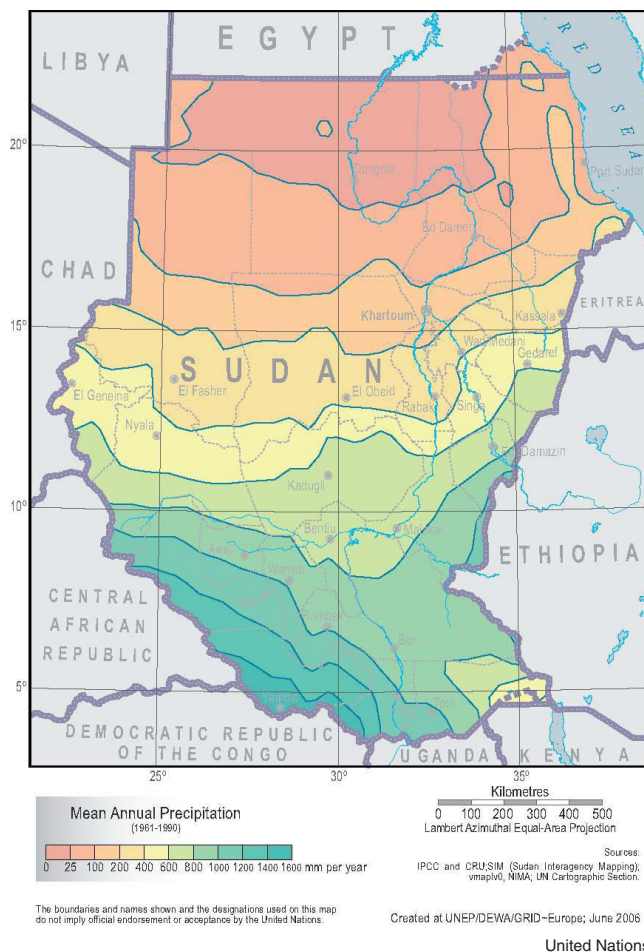 EGYPT
LIBYA
RED SEA
20°
Dongola
Port Sudan
Ed Damer
CHAD
Khartoum
Kassala
ERITREA
15°
Wad Medani
Gedaref
SUDAN
El Geneina
El Fasher
El Obeid
Rabak
Singa
Nyala
Damazin
Kadugli
10°
Bentiu
Malakal
Aweil
ETHIOPIA
Warrab
CENTRAL
AFRICAN
REPUBLIC
Rumbek
Bor
5°
Yambio
Torit
DEMOCRATIC REPUBLIC
OF THE CONGO
UGANDA
KENYA
25°
30°
35°
Mean Annual Precipitation
(1961-1990)
0 25 100 200 400 600 800 1000 1200 1400 1600 mm per year
Kilometres
0 100 200 300 400 500
Lambert Azimuthal Equal-Area Projection
Sources:
IPCC and CRU;SIM (Sudan Interagency Mapping);
vmaplv0, NIMA; UN Cartographic Section.
The boundaries and names shown and the designations used on this map
do not imply official endorsement or acceptance by the United Nations.
Created at UNEP/DEWA/GRID~Europe; June 2006
United Nations